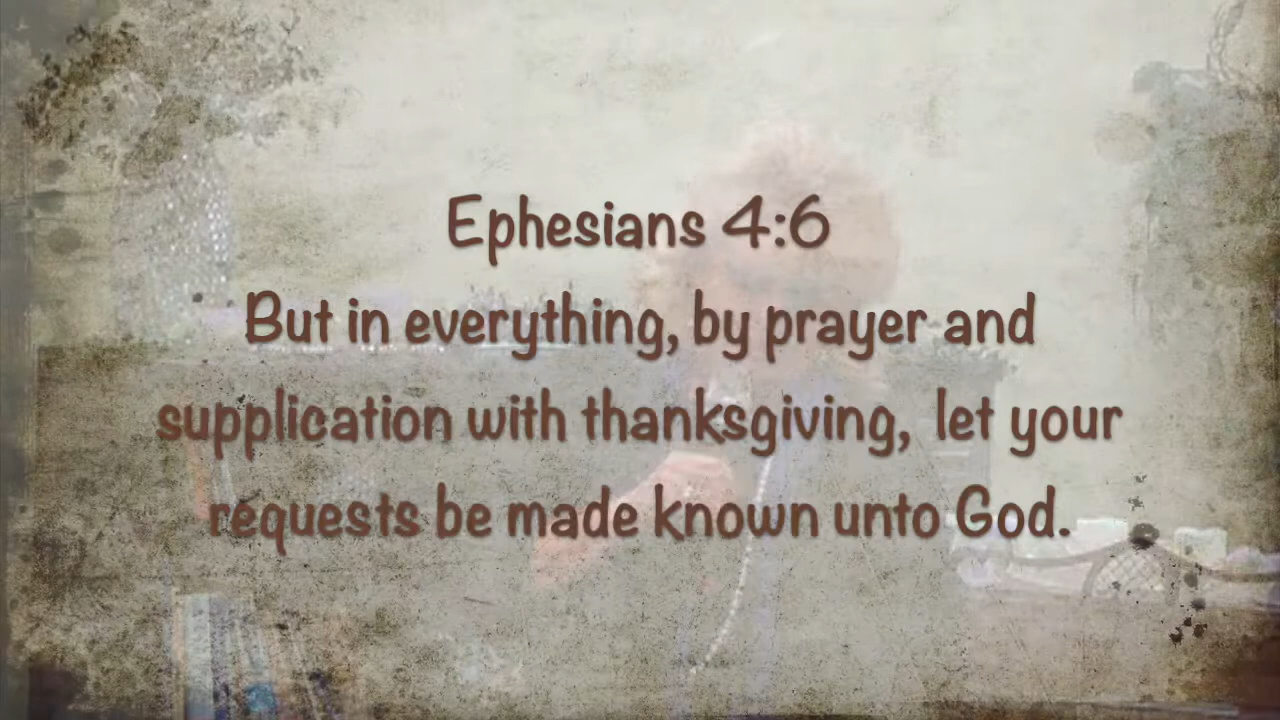 Ephesians 4:6
But in everything, by prayer and
supplication with thanksgiving, let your
requests be made known unto God.